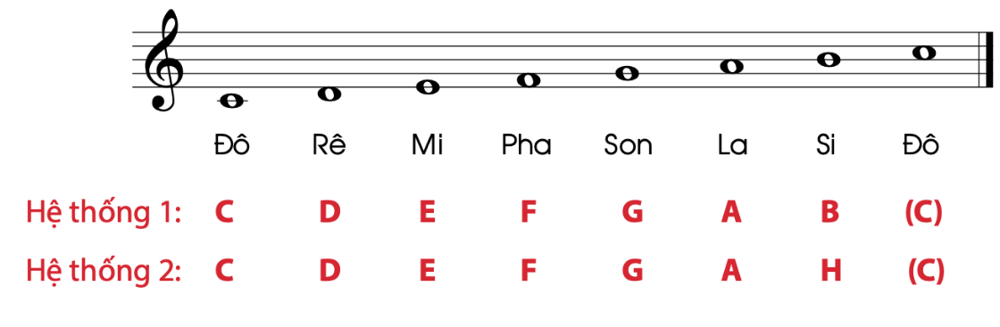 Đô Rê Mi Pha Son La Si Đô
Hệ thống 1: C D E F G A B (C)
Hệ thống 2: C D E F G A H (C)